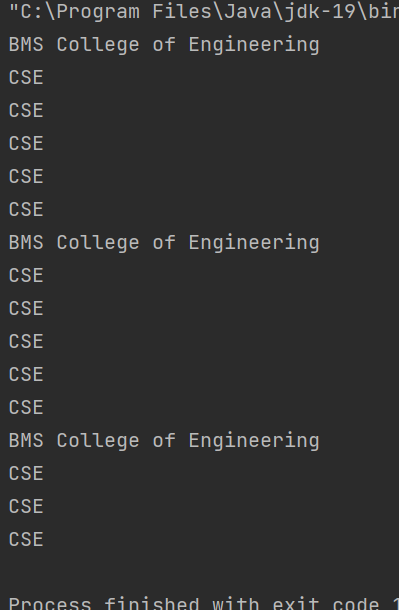 "C:\Program Files\Java\jdk-19\bin
BMS College of Engineering
CSE
CSE
CSE
CSE
CSE
BMS College of Engineering
CSE
CSE
CSE
CSE
CSE
BMS College of Engineering
CSE
CSE
CSE
Process finished with exit code 1